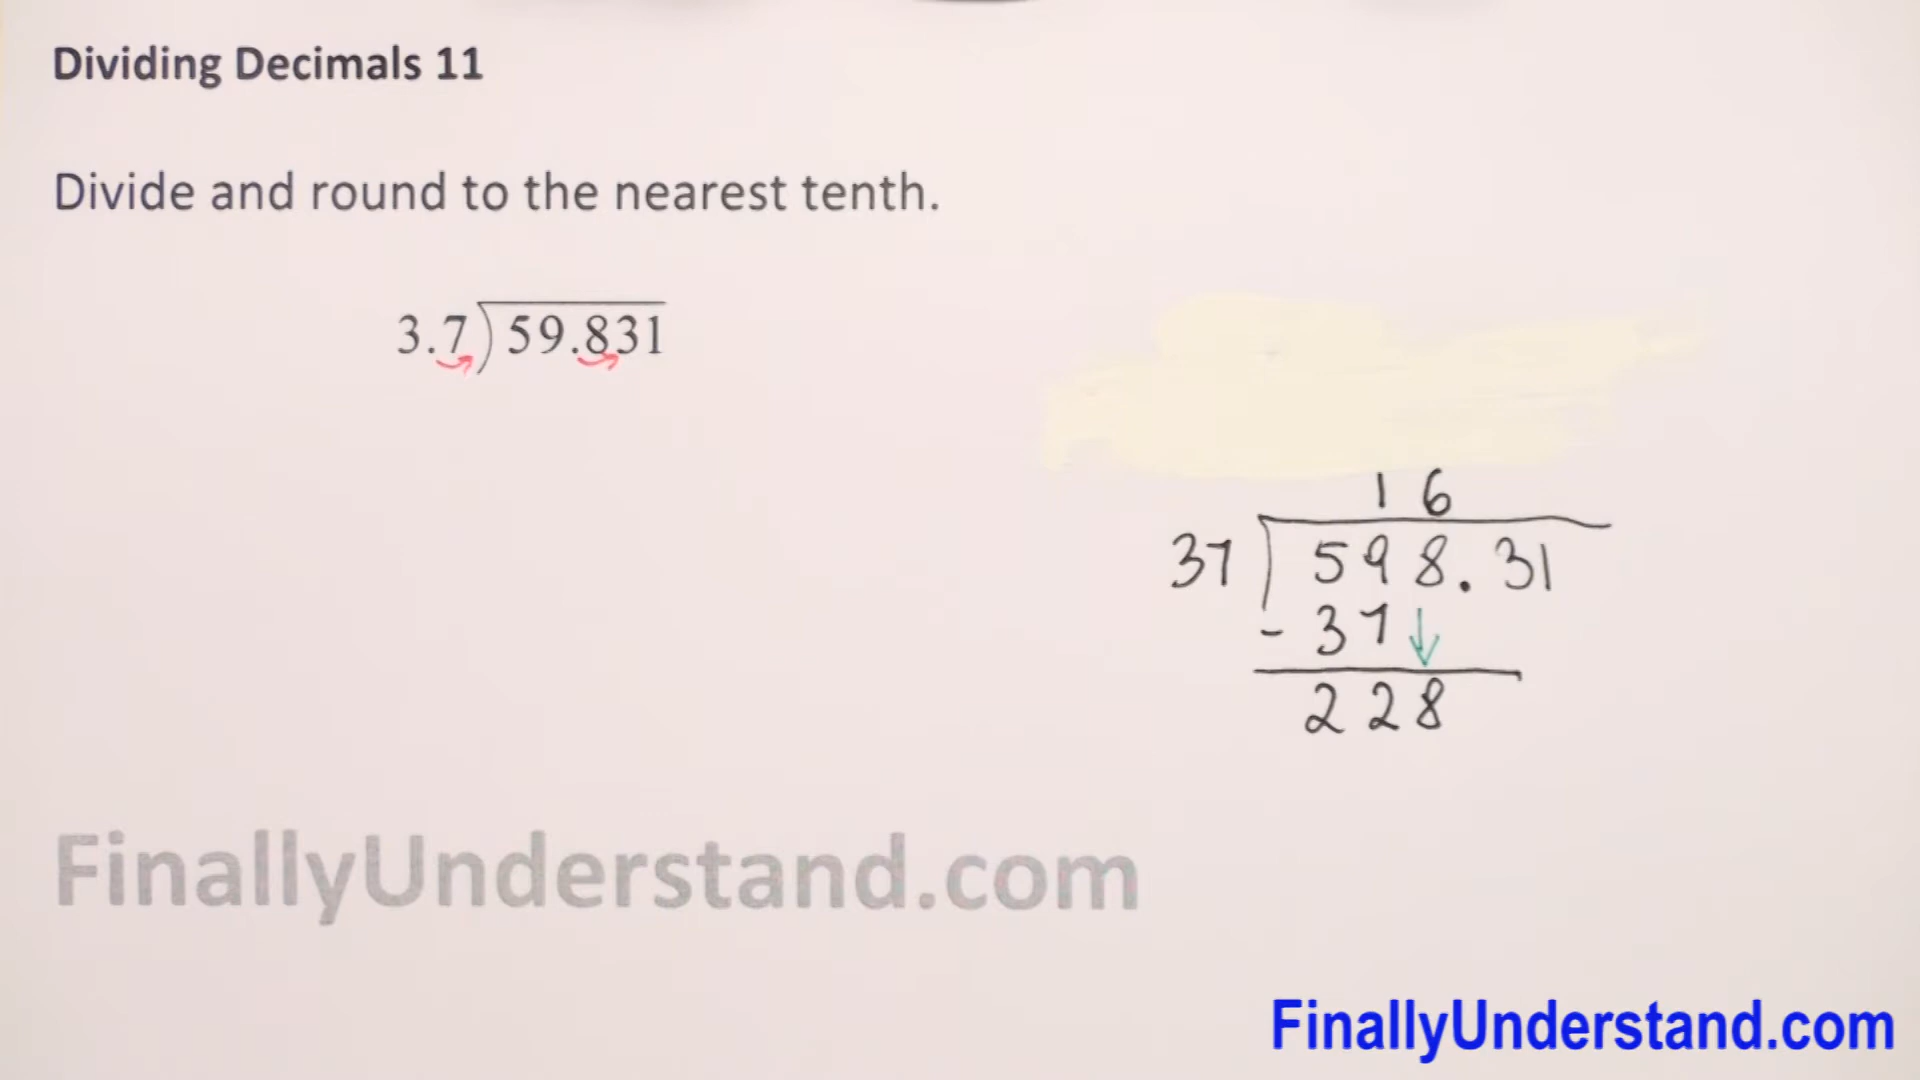 Dividing Decimals 11
Divide and round to the nearest tenth.
3.7)59.831
16
37 598.31
- 37
228
FinallyUnderstand.com
FinallyUnderstand.com